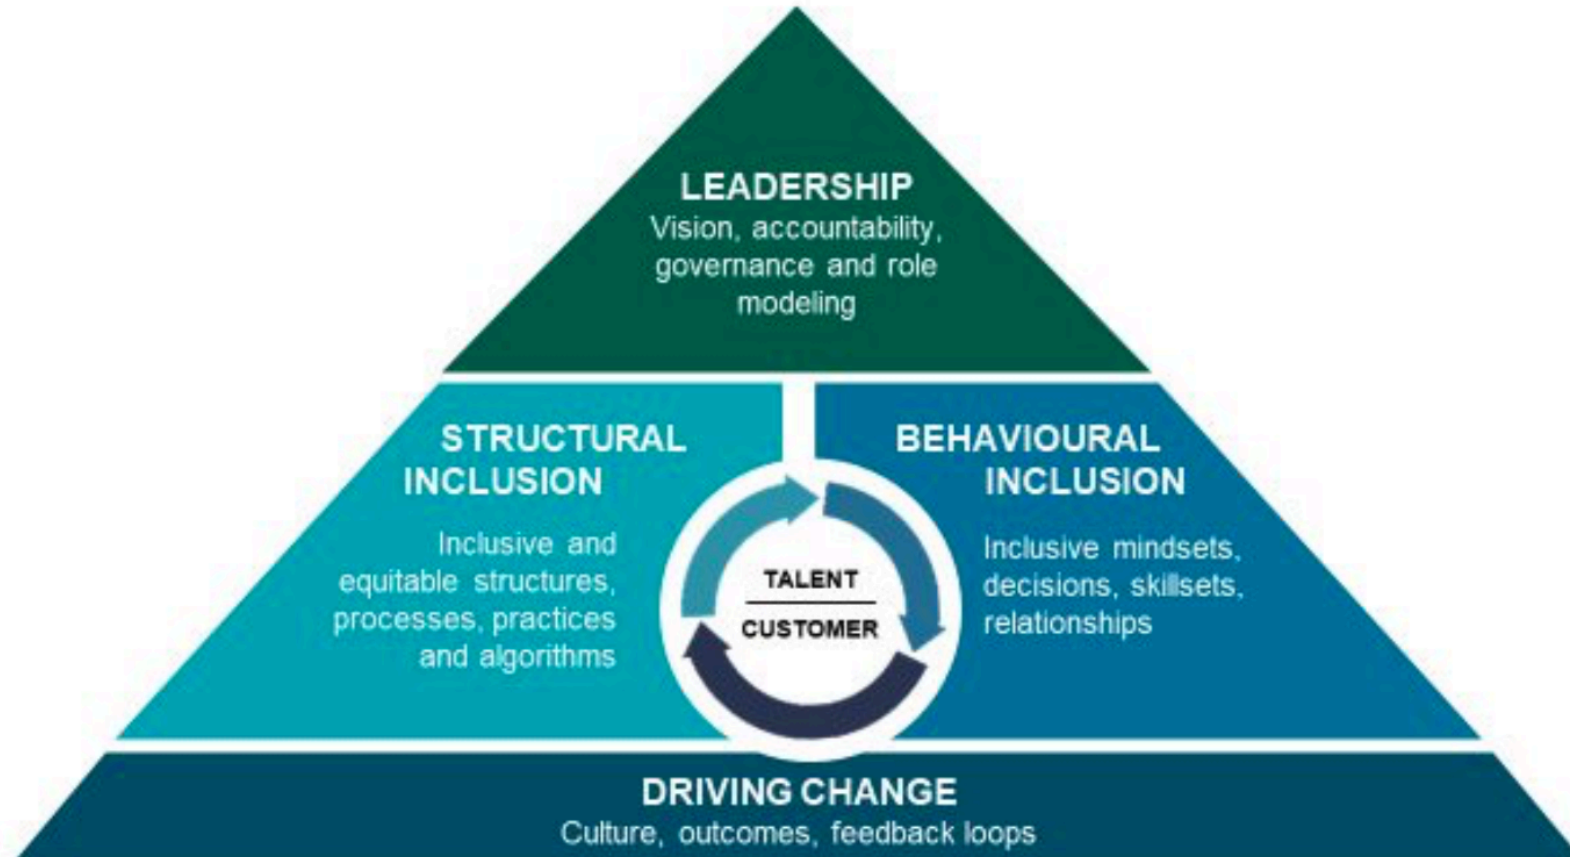 LEADERSHIP
Vision, accountability,
governance and role
modeling
STRUCTURAL
INCLUSION
Inclusive and
equitable structures,
processes, practices
and algorithms
TALENT
CUSTOMER
BEHAVIOURAL
INCLUSION
Inclusive mindsets,
decisions, skillsets,
relationships
DRIVING CHANGE
Culture, outcomes, feedback loops